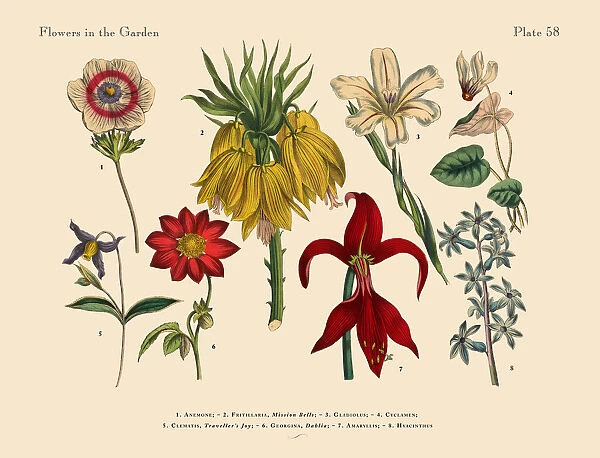 Flowers in the Garden
Plate 58
1
2
3
4
5
6
7
8
1. Anemone; – 2. Fritillaria, Mission Bells; – 3. Gladiolus; – 4. Cyclamen;
5. Clematis, Traveller's Joy; – 6. Georgina, Dahlia; – 7. Amaryllis; – 8. Hyacinthus